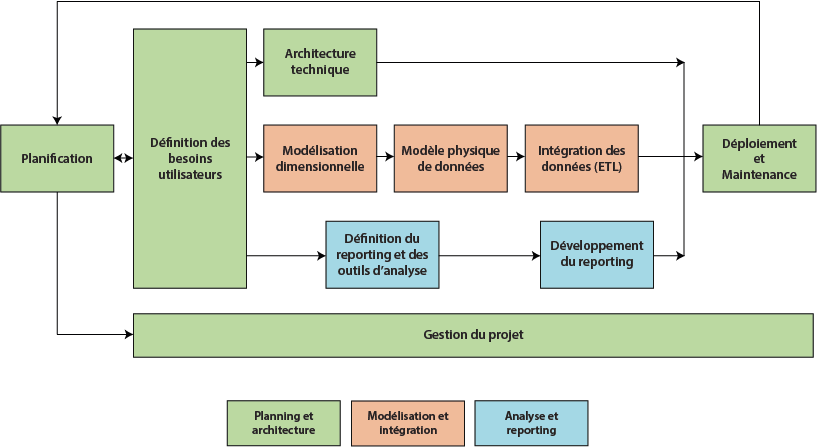 Architecture
technique
Planification
Définition des
besoins
utilisateurs
Modélisation
dimensionnelle
Modèle physique
de données
Intégration des
données (ETL)
Déploiement
et
Maintenance
Définition du
reporting et des
outils d'analyse
Développement
du reporting
Gestion du projet
Planning et
architecture
Modélisation et
intégration
Analyse et
reporting